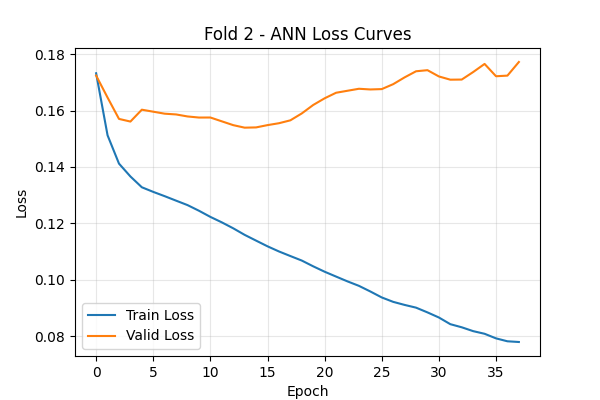 Fold 2 - ANN Loss Curves
0.18
0.16
0.14
0.12
0.10
0.08
Loss
Train Loss
Valid Loss
0 5 10 15 20 25 30 35
Epoch